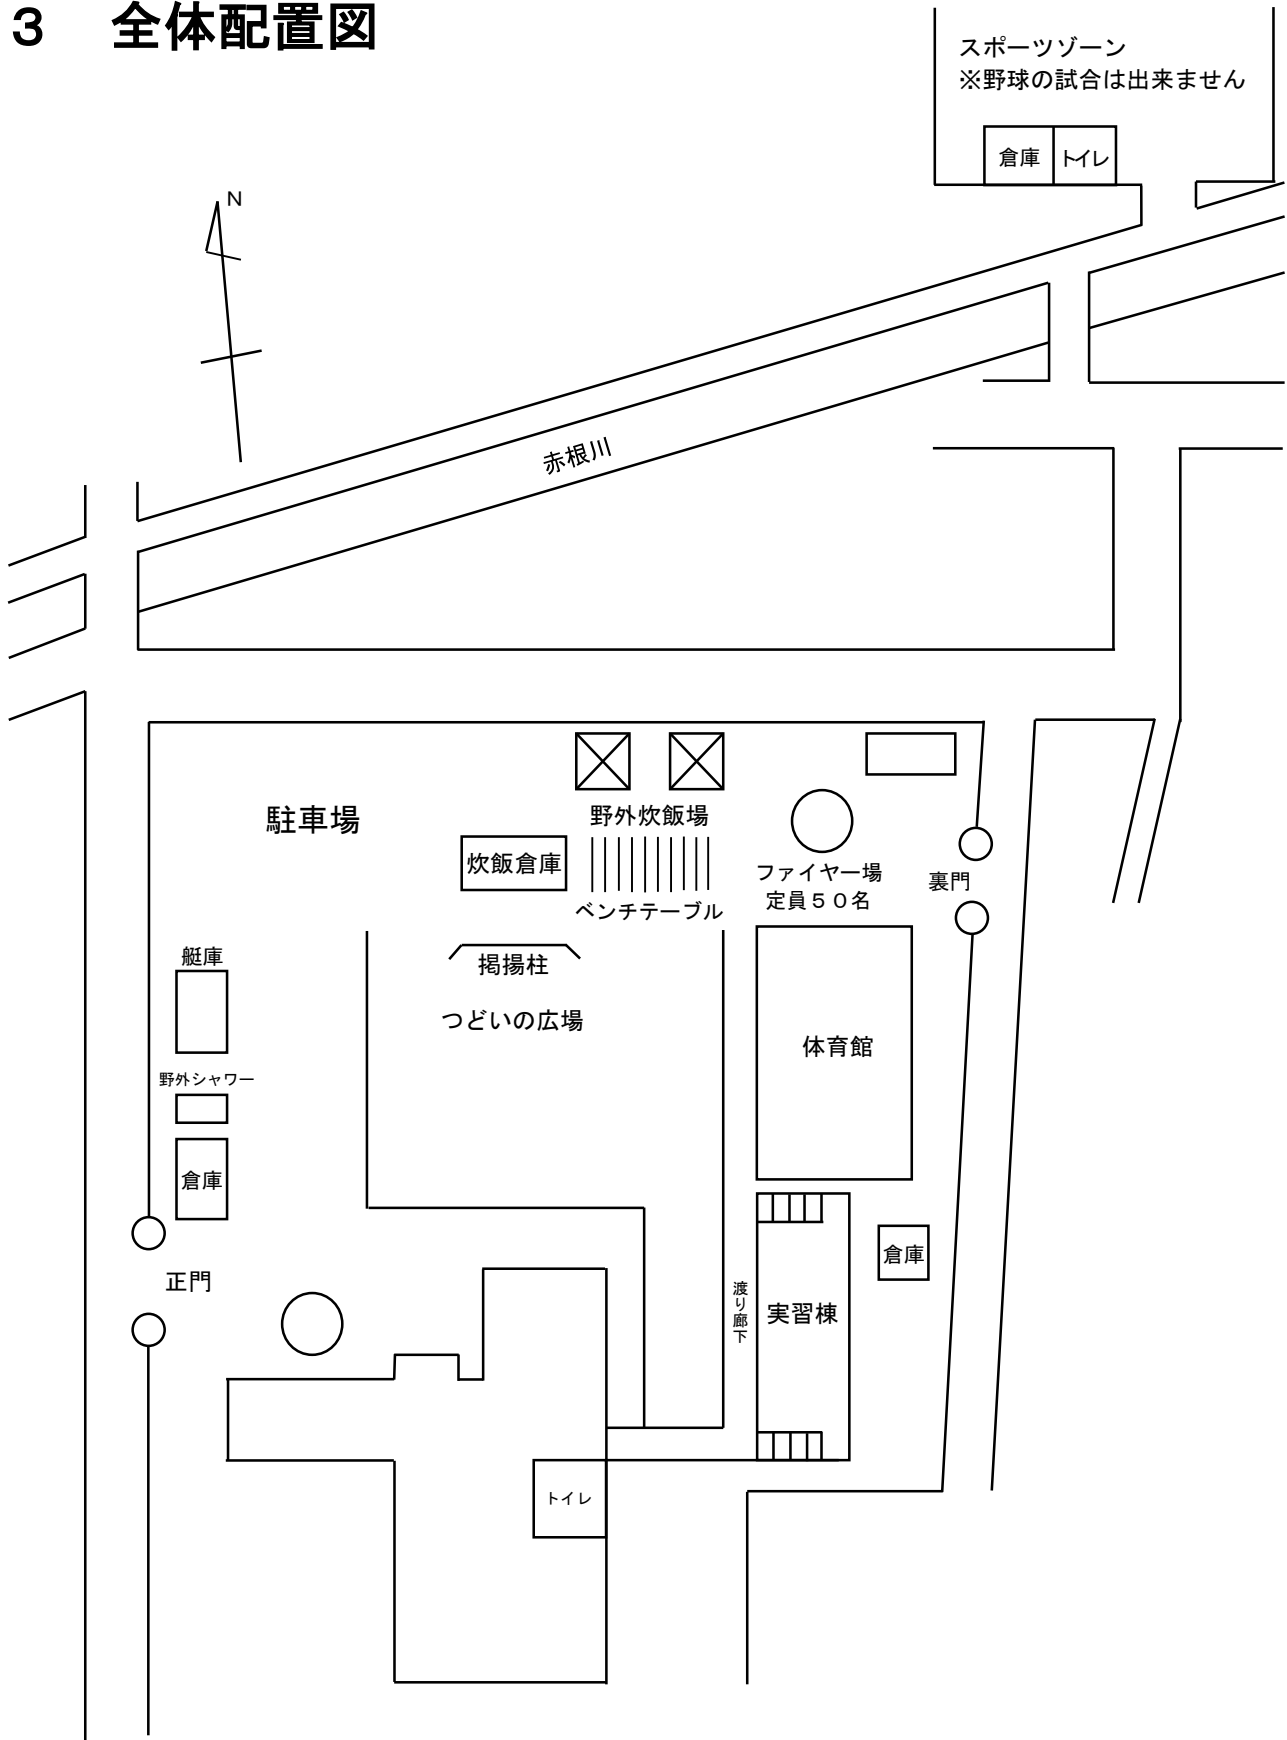 ３　全体配置図
スポーツゾーン
※野球の試合は出来ません
倉庫
トイレ
N
赤根川
駐車場
野外炊飯場
炊飯倉庫
ベンチテーブル
ファイヤー場
定員５０名
裏門
艇庫
掲揚柱
つどいの広場
体育館
野外シャワー
倉庫
正門
渡り廊下
実習棟
倉庫
トイレ